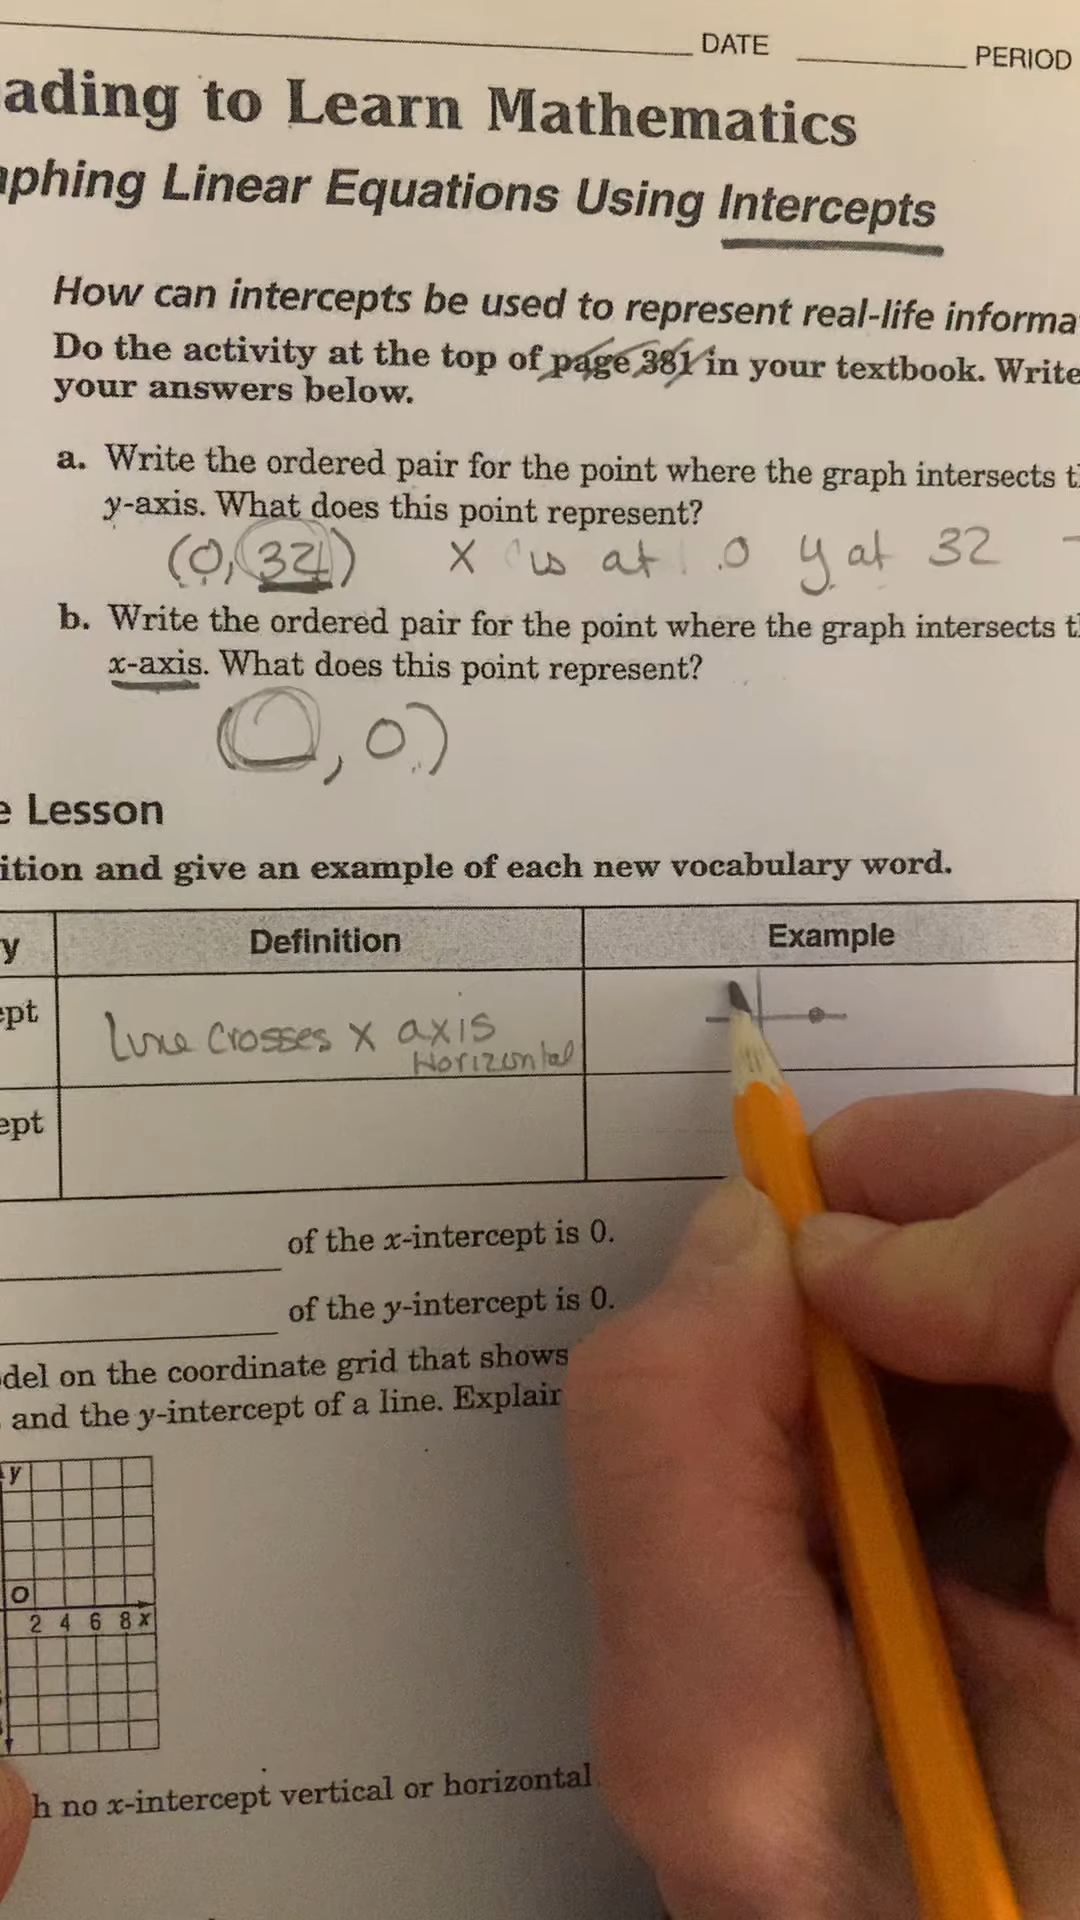 DATE PERIOD
ading to Learn Mathematics
aphing Linear Equations Using Intercepts
How can intercepts be used to represent real-life informa
Do the activity at the top of page 381 in your textbook. Write
your answers below.
a. Write the ordered pair for the point where the graph intersects t
y-axis. What does this point represent?
(0, 32) x is at 0 y at 32
b. Write the ordered pair for the point where the graph intersects t
x-axis. What does this point represent?
( , 0)
e Lesson
ition and give an example of each new vocabulary word.
y Definition Example
ept line crosses x axis
Horizontal
ept
of the x-intercept is 0.
of the y-intercept is 0.
del on the coordinate grid that shows
and the y-intercept of a line. Explain
y
O
2 4 6 8 x
h no x-intercept vertical or horizontal